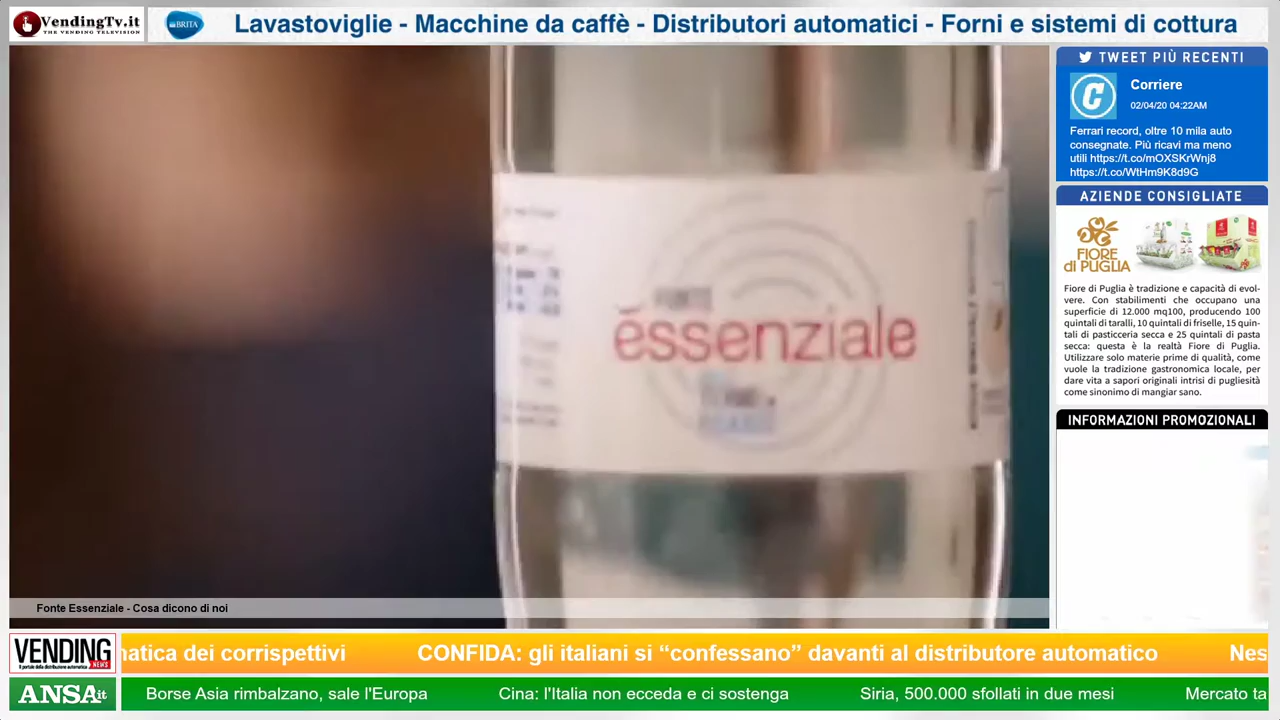 VendingTv.it
THE VENDING TELEVISION
BRITA
Lavastoviglie - Macchine da caffè - Distributori automatici - Forni e sistemi di cottura
TWEET PIÙ RECENTI
Corriere
02/04/20 04:22AM
Ferrari record, oltre 10 mila auto
consegnate. Più ricavi ma meno
utili https://t.co/mOXSKrWnj8
https://t.co/WtHm9K8d9G
AZIENDE CONSIGLIATE
FIORE
di PUGLIA
Fiore di Puglia è tradizione e capacità di evol-
vere. Con stabilimenti che occupano una
superficie di 12.000 mq100, producendo 100
quintali di taralli, 10 quintali di friselle, 15 quin-
tali di pasticceria secca e 25 quintali di pasta
secca: questa è la realtà Fiore di Puglia.
Utilizzare solo materie prime di qualità, come
vuole la tradizione gastronomica locale, per
dare vita a sapori originali intrisi di pugliesità
come sinonimo di mangiar sano.
INFORMAZIONI PROMOZIONALI
FONTE
essenziale
Fonte Essenziale - Cosa dicono di noi
VENDING
NEWS
Il portale della distribuzione automatica
matica dei corrispettivi CONFIDA: gli italiani si “confessano” davanti al distributore automatico Nes
ANSA.it
Borse Asia rimbalzano, sale l'Europa Cina: l'Italia non ecceda e ci sostenga Siria, 500.000 sfollati in due mesi Mercato ta